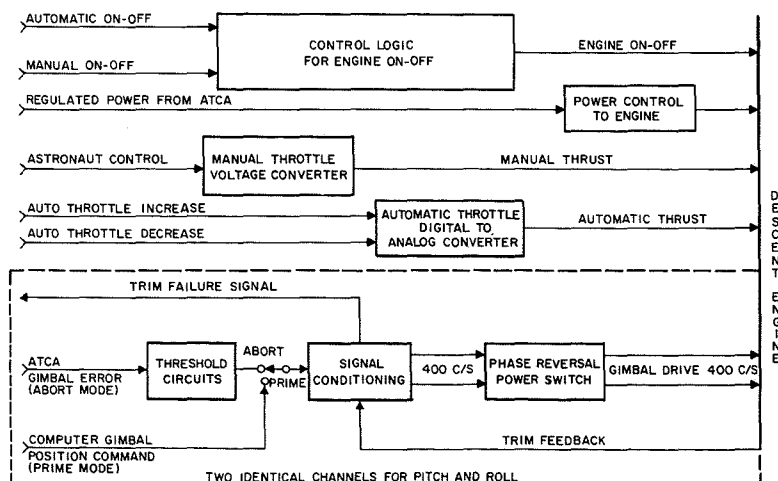 AUTOMATIC ON-OFF
CONTROL LOGIC
FOR ENGINE ON-OFF
ENGINE ON-OFF
MANUAL ON-OFF
REGULATED POWER FROM ATCA
POWER CONTROL
TO ENGINE
ASTRONAUT CONTROL
MANUAL THROTTLE
VOLTAGE CONVERTER
MANUAL THRUST
AUTO THROTTLE INCREASE
AUTO THROTTLE DECREASE
AUTOMATIC THROTTLE
DIGITAL TO
ANALOG CONVERTER
AUTOMATIC THRUST
DESCENT ENGINE
TRIM FAILURE SIGNAL
ATCA
GIMBAL ERROR
(ABORT MODE)
THRESHOLD
CIRCUITS
ABORT
PRIME
SIGNAL
CONDITIONING
400 C/S
PHASE REVERSAL
POWER SWITCH
GIMBAL DRIVE 400 C/S
COMPUTER GIMBAL
POSITION COMMAND
(PRIME MODE)
TRIM FEEDBACK
TWO IDENTICAL CHANNELS FOR PITCH AND ROLL